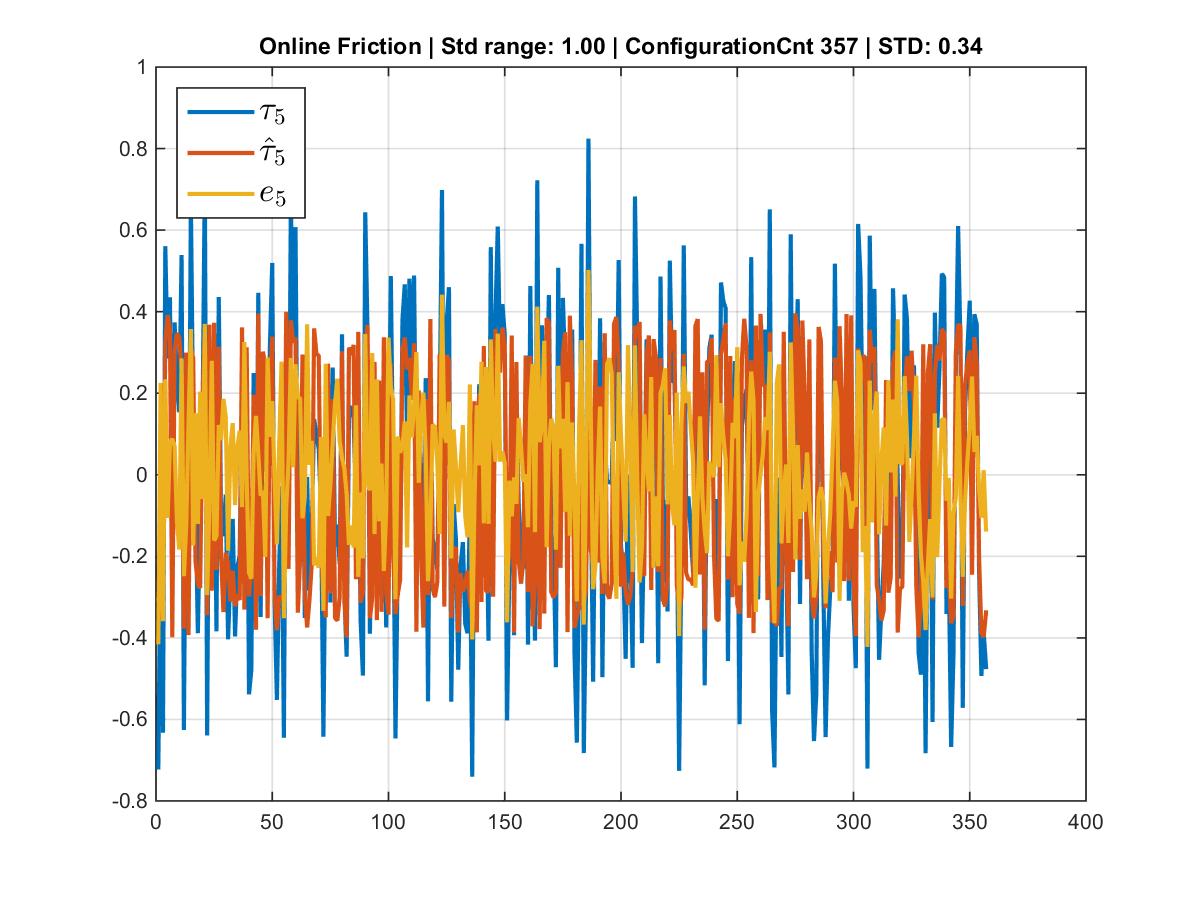 Online Friction | Std range: 1.00 | ConfigurationCnt 357 | STD: 0.34
1
0.8
0.6
0.4
0.2
0
-0.2
-0.4
-0.6
-0.8
τ₅
τ̂₅
e₅
0 50 100 150 200 250 300 350 400